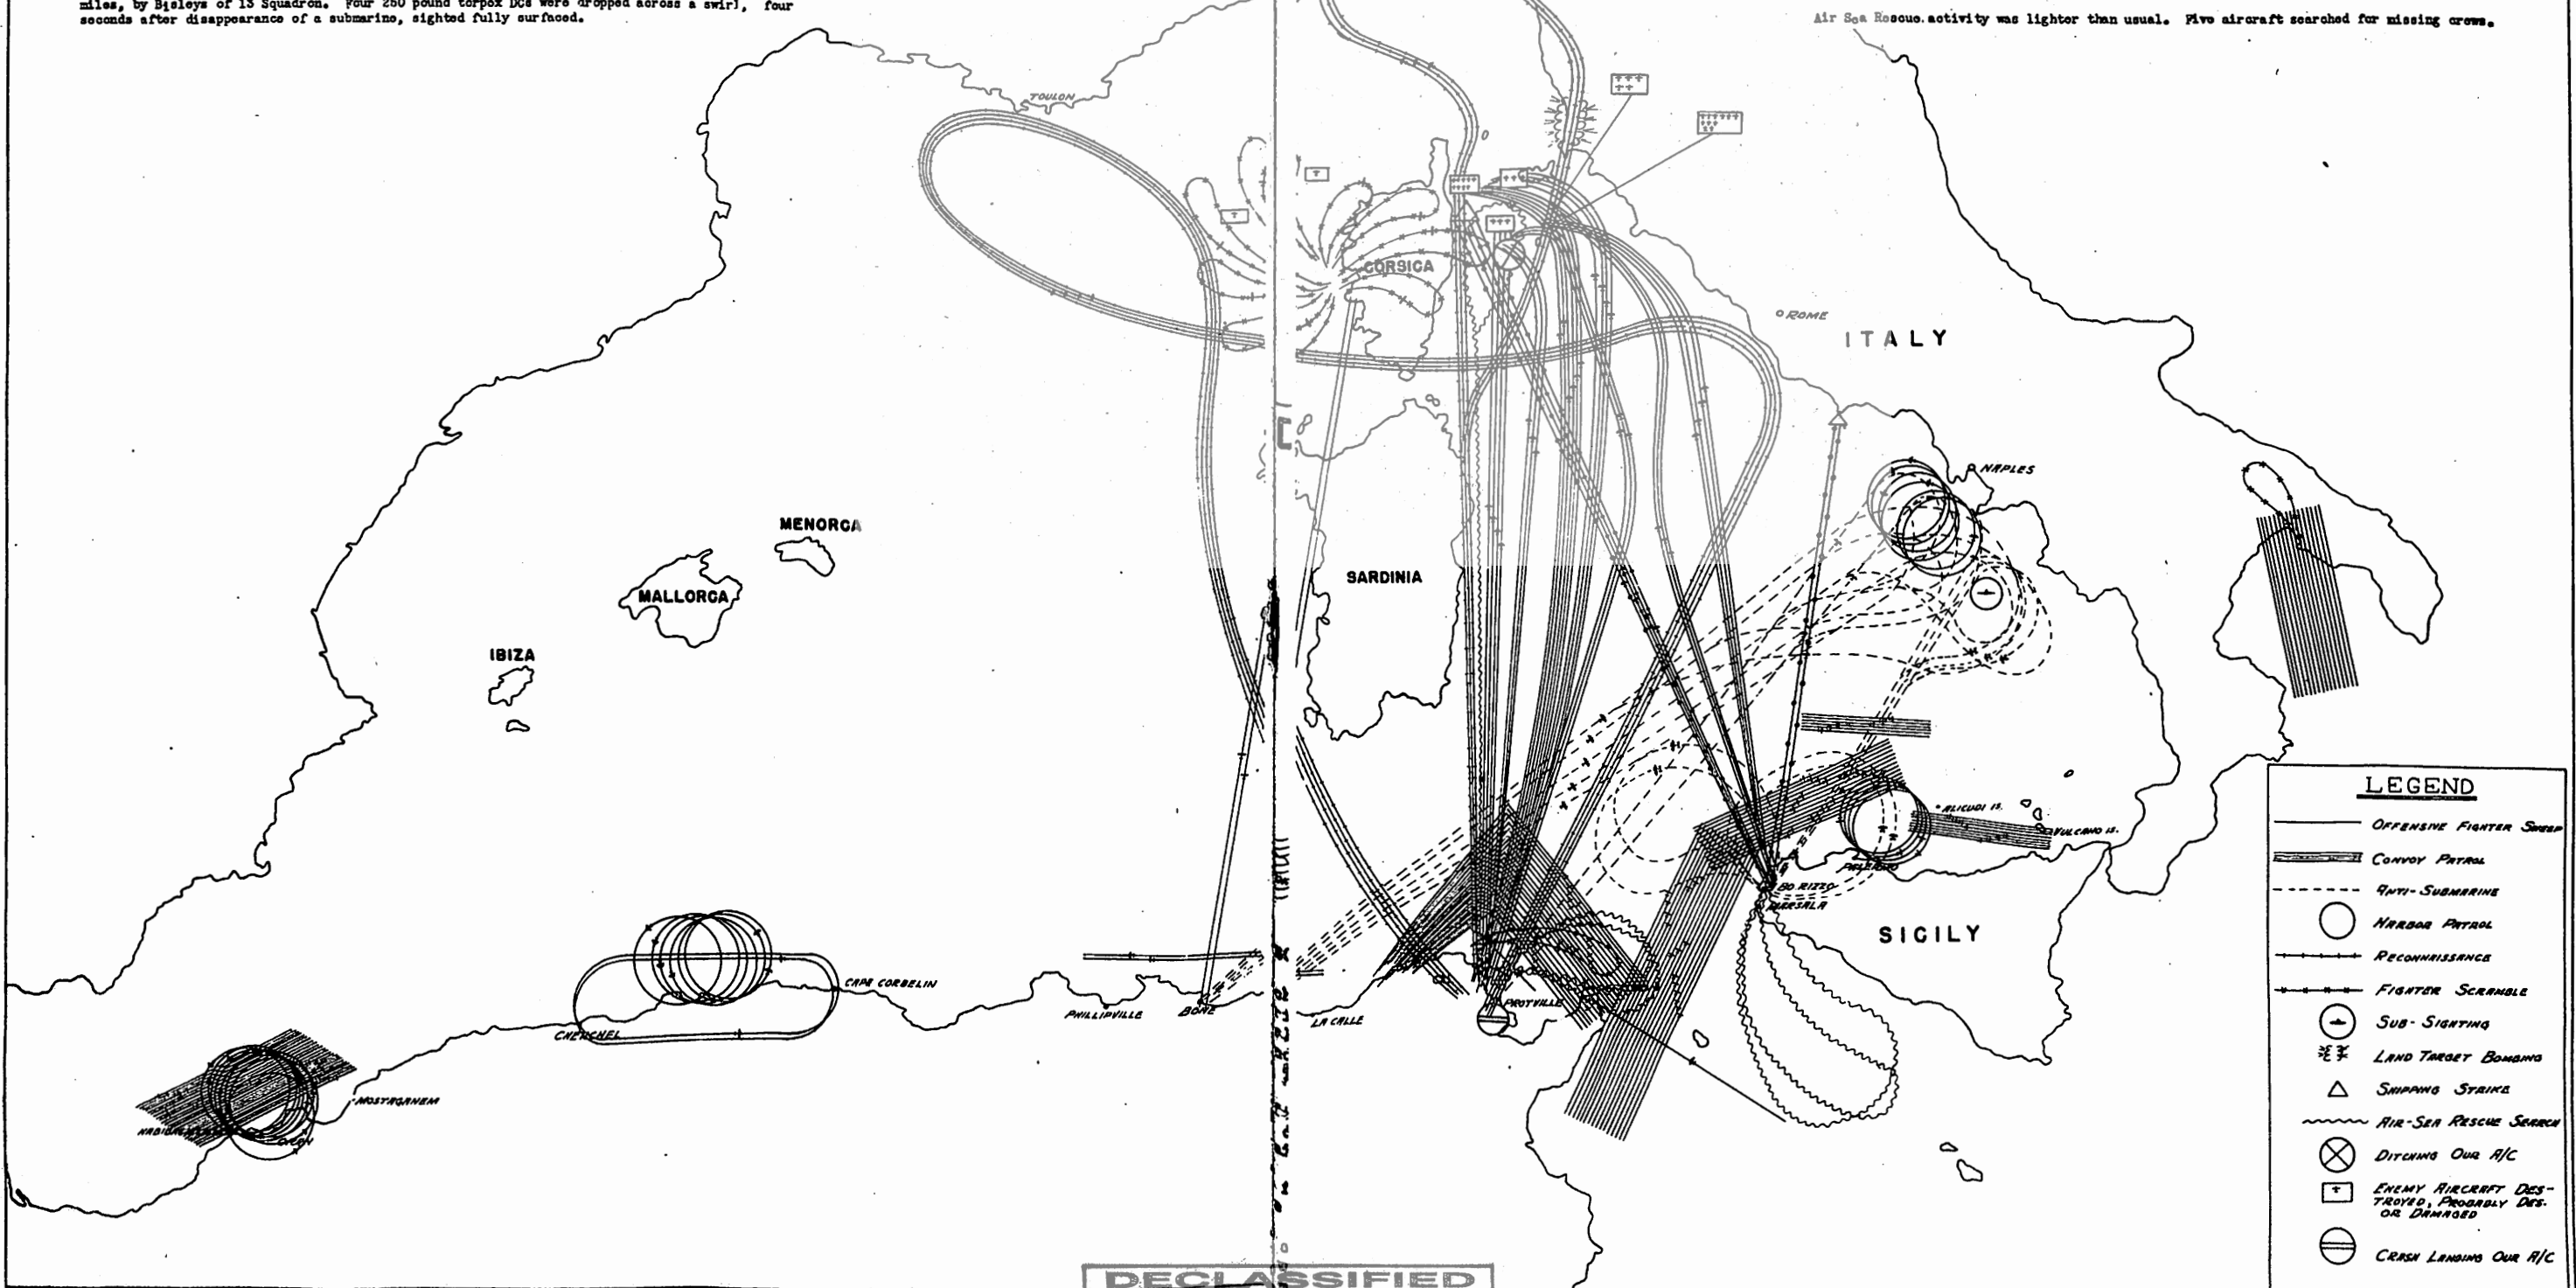 miles, by Bisleys of 13 Squadron. Four 250 pound torpex DCs were dropped across a swirl, four
seconds after disappearance of a submarine, sighted fully surfaced.
Air Sea Rescue activity was lighter than usual. Five aircraft searched for missing crews.
TOULON
CORSICA
ROME
ITALY
NAPLES
MENORCA
MALLORCA
SARDINIA
IBIZA
ALICUDI IS.
VULCANO IS.
PALERMO
BO RIZZO
MARSALA
SICILY
CAPE CORBELIN
PHILLIPVILLE
BONE
LA CALLE
PROTVILLE
CHERCHEL
MOSTAGANEM
ORAN
LEGEND
OFFENSIVE FIGHTER SWEEP
CONVOY PATROL
ANTI-SUBMARINE
HARBOR PATROL
RECONNAISSANCE
FIGHTER SCRAMBLE
SUB-SIGHTING
LAND TARGET BOMBING
SHIPPING STRIKE
AIR-SEA RESCUE SEARCH
DITCHING OUR A/C
ENEMY AIRCRAFT DES-
TROYED, PROBABLY DES.
OR DAMAGED
CRASH LANDING OUR A/C
DECLASSIFIED